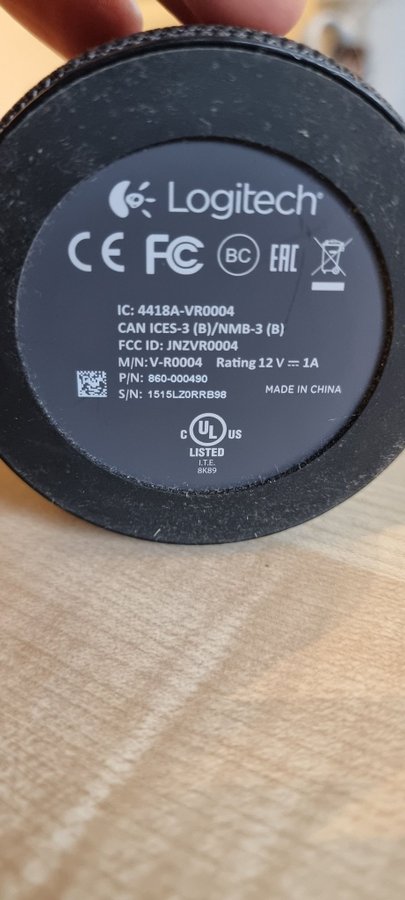 Logitech
CE FC BC EAC
IC: 4418A-VR0004
CAN ICES-3 (B)/NMB-3 (B)
FCC ID: JNZVR0004
M/N: V-R0004 Rating 12 V ⎓ 1A
P/N: 860-000490
MADE IN CHINA
S/N: 1515LZ0RRB98
C UL US
LISTED
I.T.E.
8K89